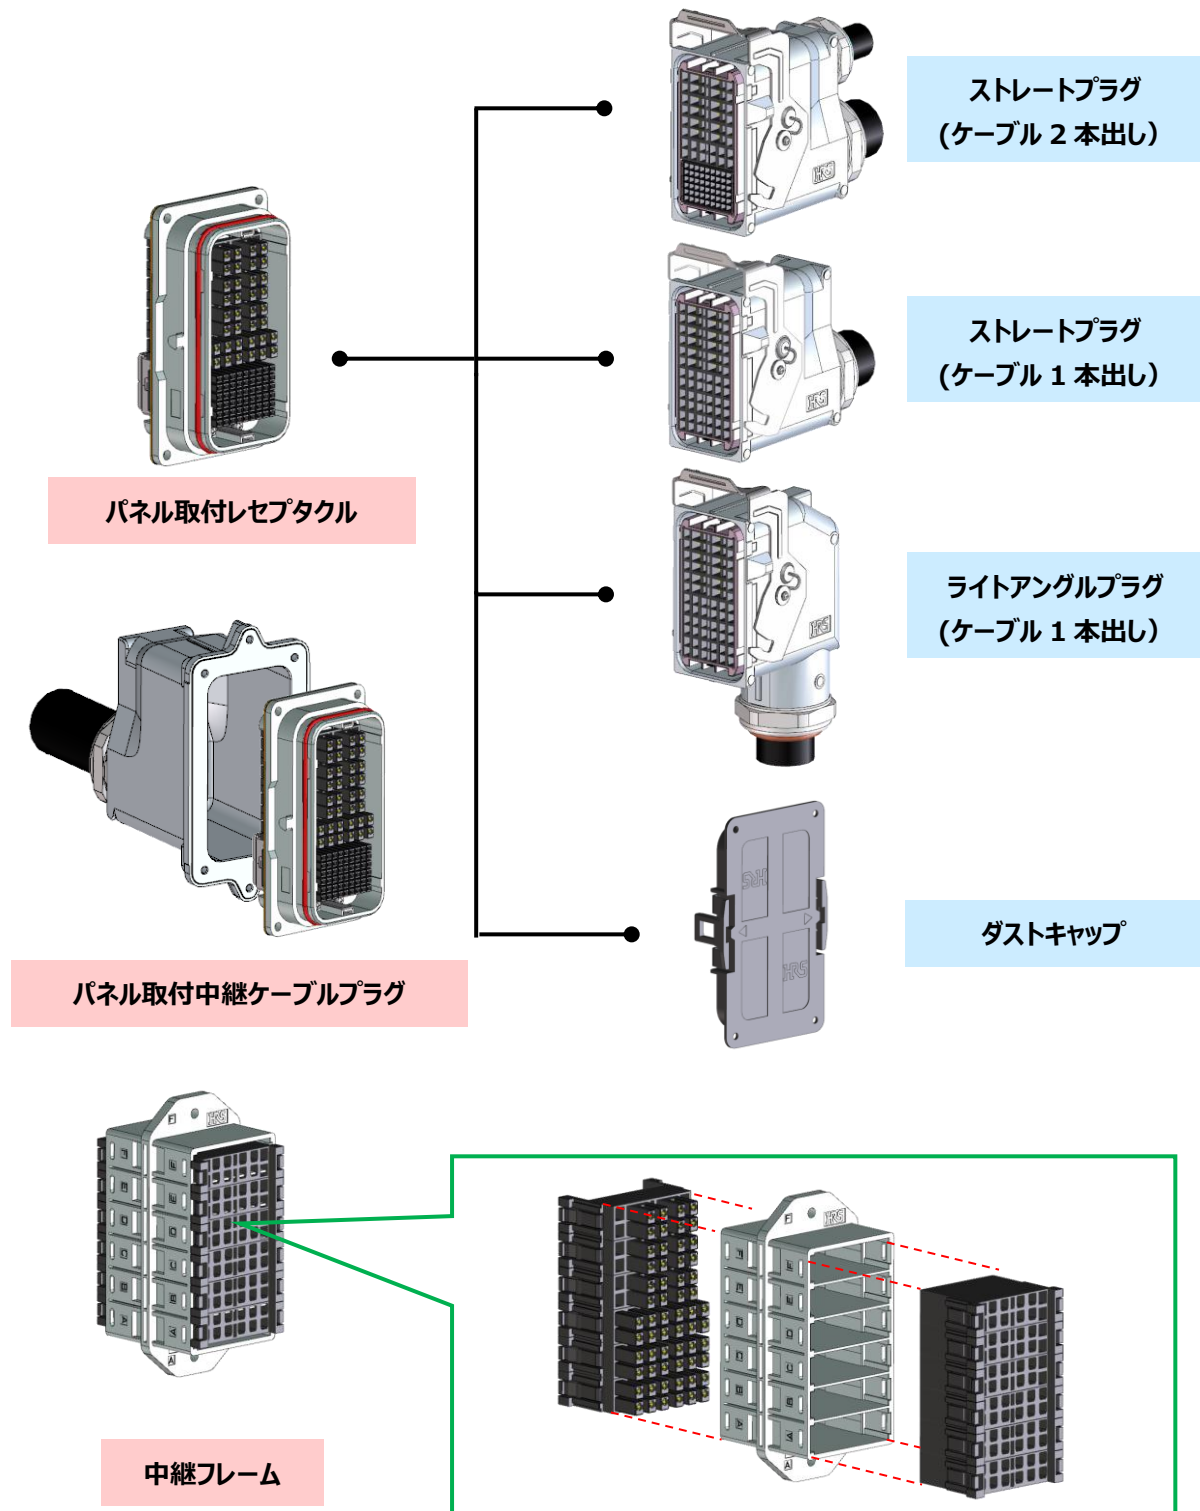 ストレートプラグ
(ケーブル 2 本出し）
HRS
ストレートプラグ
(ケーブル 1 本出し）
HRS
パネル取付レセプタクル
ライトアングルプラグ
(ケーブル 1 本出し）
HRS
ダストキャップ
HRS
HRS
パネル取付中継ケーブルプラグ
F
HRS
A
F
HRS
A
中継フレーム